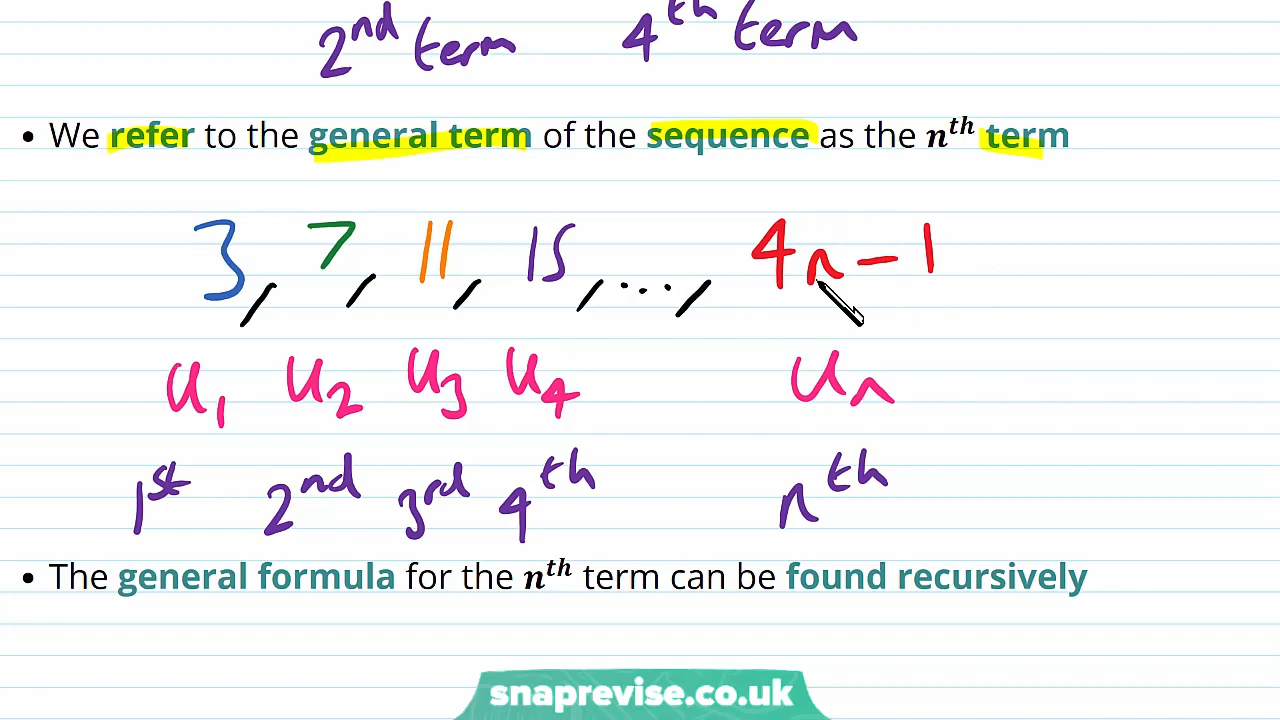 2nd term 4th term
• We refer to the general term of the sequence as the nth term
3, 7, 11, 15, ..., 4n - 1
u1 u2 u3 u4 un
1st 2nd 3rd 4th nth
• The general formula for the nth term can be found recursively
snaprevise.co.uk